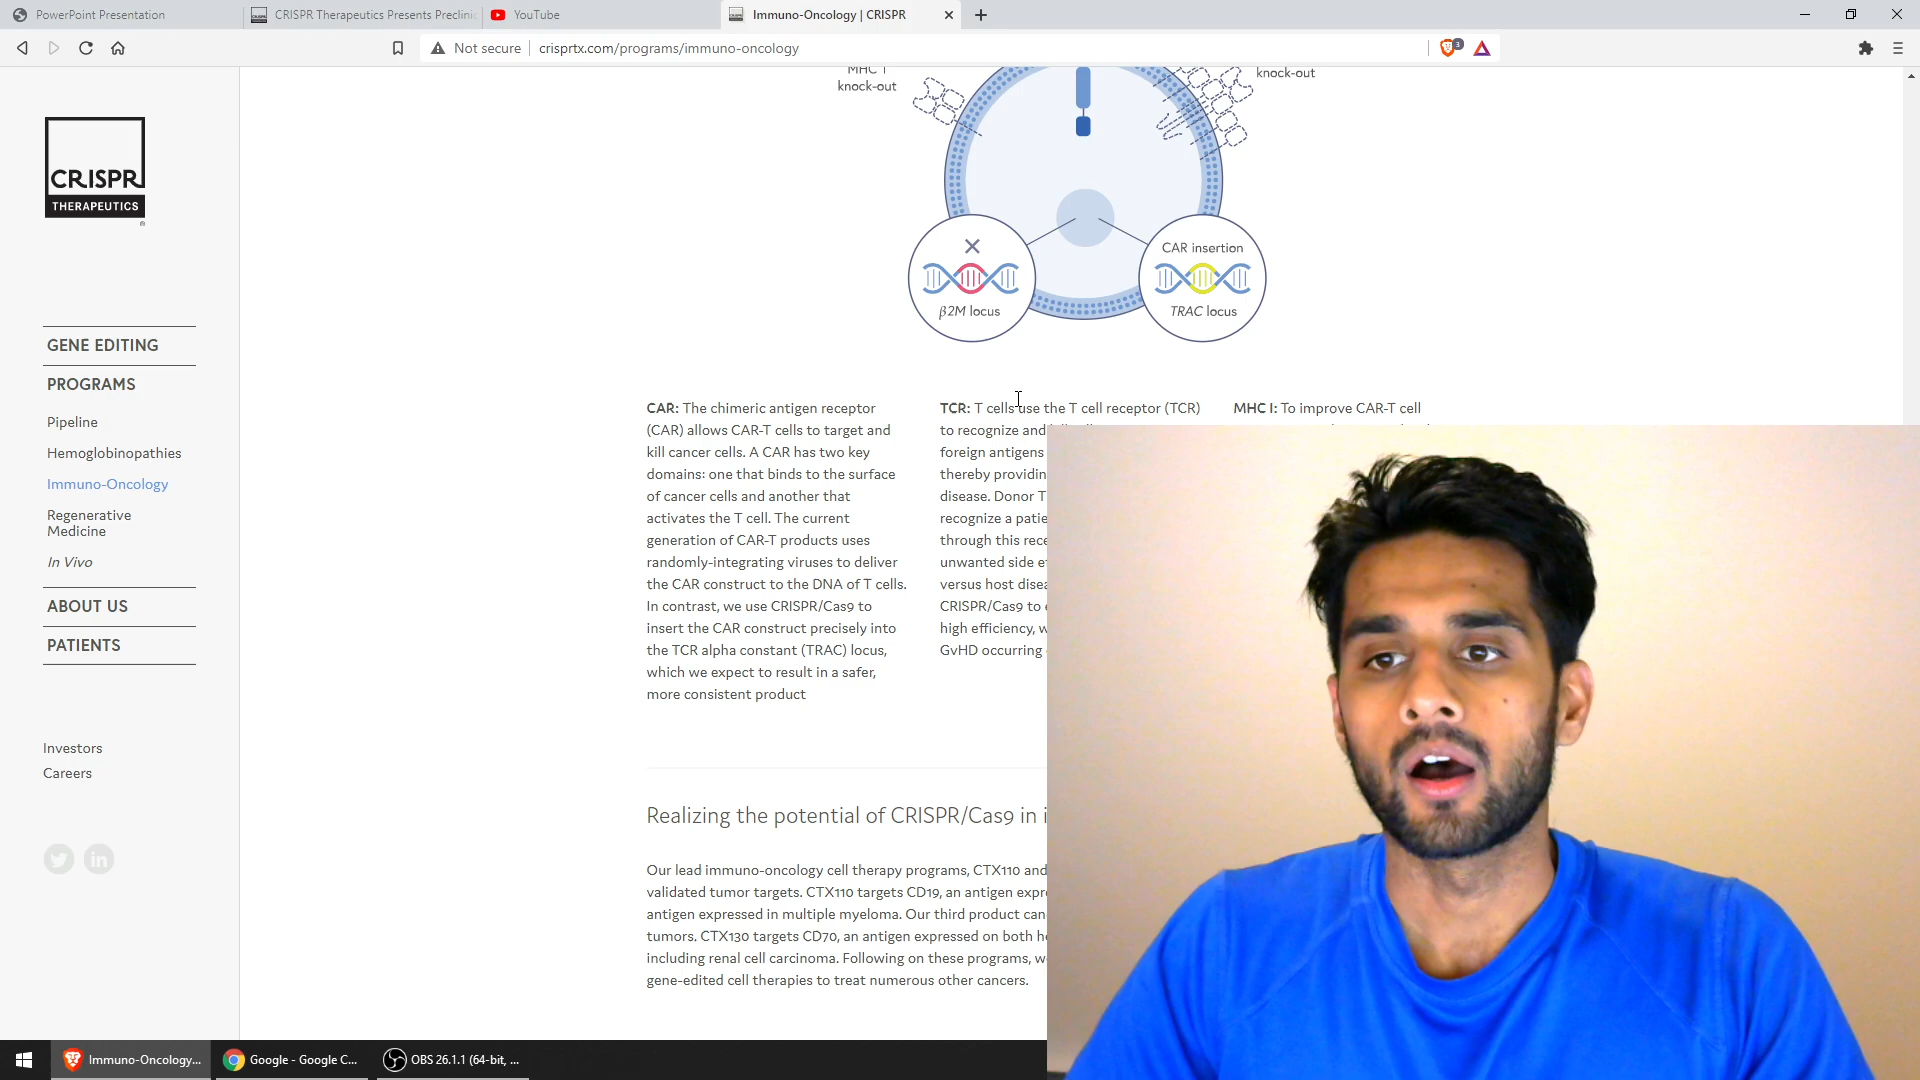 PowerPoint Presentation
CRISPR Therapeutics Presents Preclinic
YouTube
Immuno-Oncology | CRISPR
Not secure
crisprtx.com/programs/immuno-oncology
3
CRISPR
THERAPEUTICS
GENE EDITING
PROGRAMS
Pipeline
Hemoglobinopathies
Immuno-Oncology
Regenerative
Medicine
In Vivo
ABOUT US
PATIENTS
Investors
Careers
MHC I
knock-out
knock-out
β2M locus
CAR insertion
TRAC locus
CAR: The chimeric antigen receptor
(CAR) allows CAR-T cells to target and
kill cancer cells. A CAR has two key
domains: one that binds to the surface
of cancer cells and another that
activates the T cell. The current
generation of CAR-T products uses
randomly-integrating viruses to deliver
the CAR construct to the DNA of T cells.
In contrast, we use CRISPR/Cas9 to
insert the CAR construct precisely into
the TCR alpha constant (TRAC) locus,
which we expect to result in a safer,
more consistent product
TCR: T cells use the T cell receptor (TCR)
to recognize and
foreign antigens
thereby providin
disease. Donor T
recognize a patie
through this rece
unwanted side e
versus host disea
CRISPR/Cas9 to e
high efficiency, w
GvHD occurring
MHC I: To improve CAR-T cell
Realizing the potential of CRISPR/Cas9 in i
Our lead immuno-oncology cell therapy programs, CTX110 and
validated tumor targets. CTX110 targets CD19, an antigen expre
antigen expressed in multiple myeloma. Our third product can
tumors. CTX130 targets CD70, an antigen expressed on both he
including renal cell carcinoma. Following on these programs, w
gene-edited cell therapies to treat numerous other cancers.
Immuno-Oncology...
Google - Google C...
OBS 26.1.1 (64-bit, ...